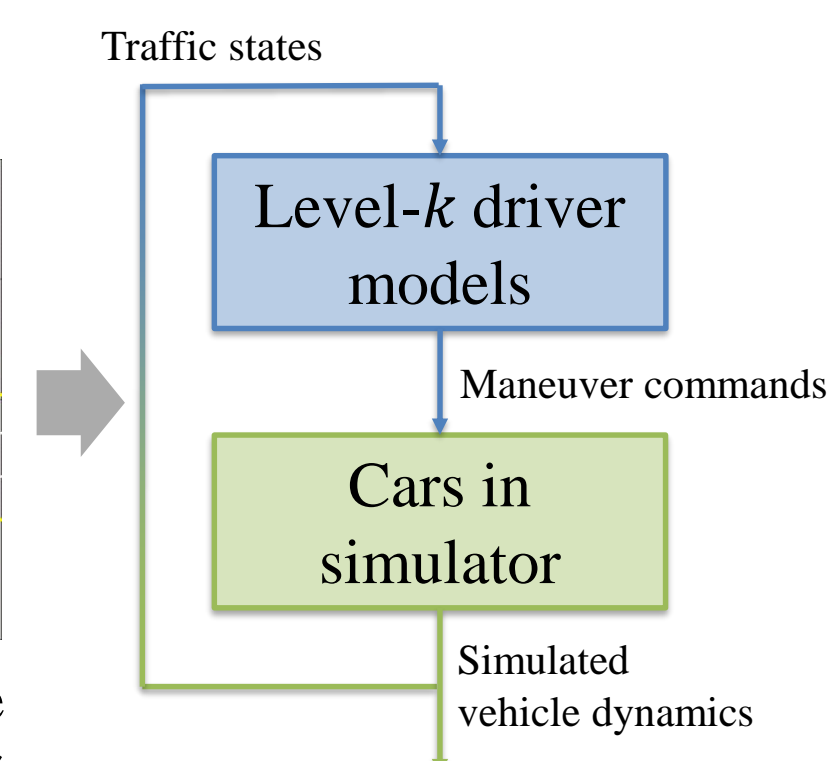 Traffic states
Level-k driver
models
Maneuver commands
Cars in
simulator
Simulated
vehicle dynamics